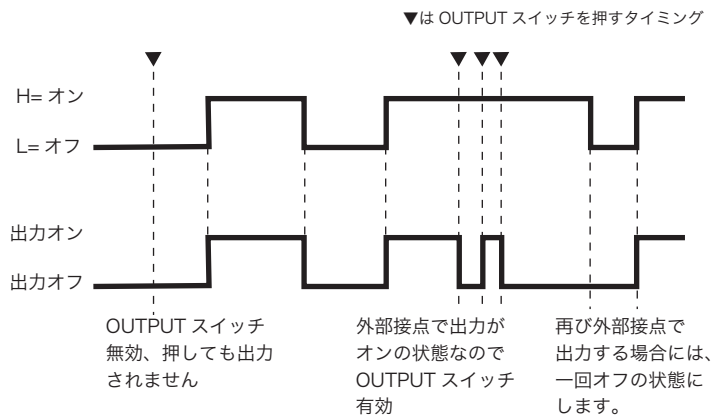 ▼は OUTPUT スイッチを押すタイミング
H= オン
L= オフ
出力オン
出力オフ
OUTPUT スイッチ
無効、押しても出力
されません
外部接点で出力が
オンの状態なので
OUTPUT スイッチ
有効
再び外部接点で
出力する場合には、
一回オフの状態に
します。